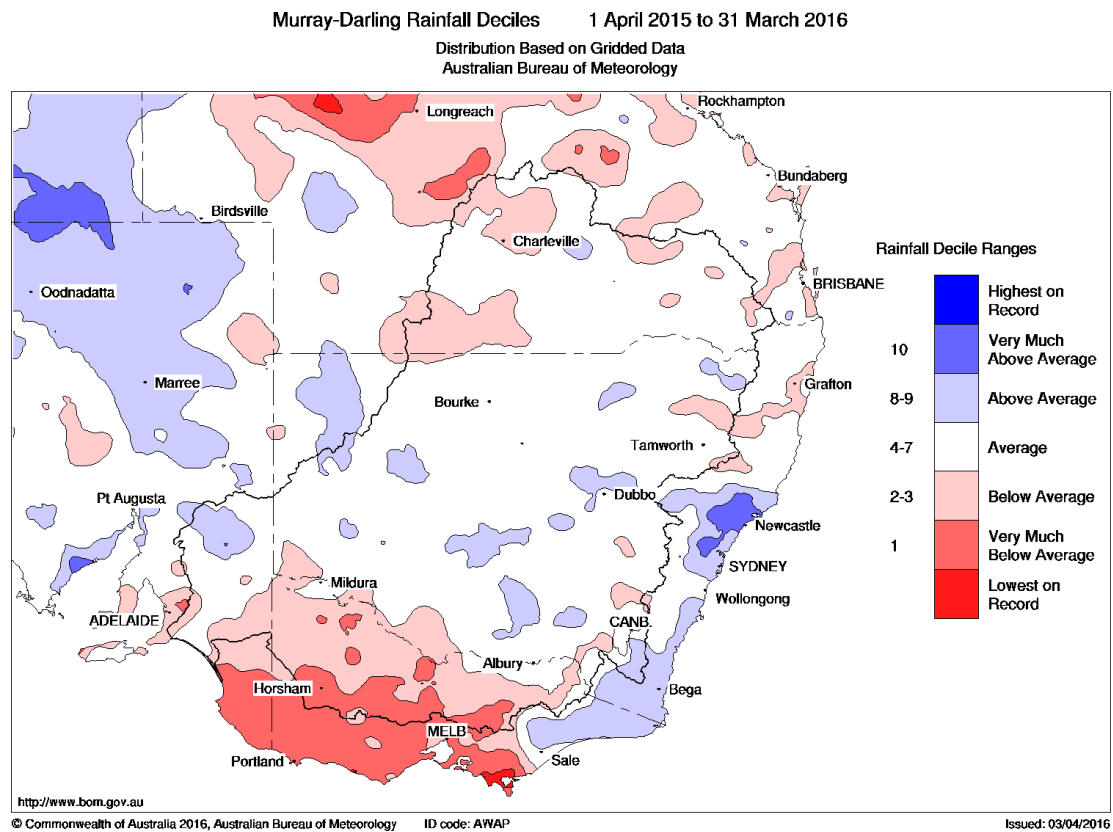 Murray-Darling Rainfall Deciles 1 April 2015 to 31 March 2016
Distribution Based on Gridded Data
Australian Bureau of Meteorology
Rockhampton
Longreach
Bundaberg
Birdsville
Charleville
Rainfall Decile Ranges
BRISBANE
Oodnadatta
Highest on
Record
10
Very Much
Above Average
Marree
Grafton
8-9
Above Average
Bourke
Tamworth
4-7
Average
Pt Augusta
Dubbo
2-3
Below Average
Newcastle
1
Very Much
Below Average
SYDNEY
Mildura
Lowest on
Record
Wollongong
ADELAIDE
CANB.
Albury
Horsham
Bega
MELB
Portland
Sale
http://www.bom.gov.au
© Commonwealth of Australia 2016, Australian Bureau of Meteorology ID code: AWAP Issued: 03/04/2016